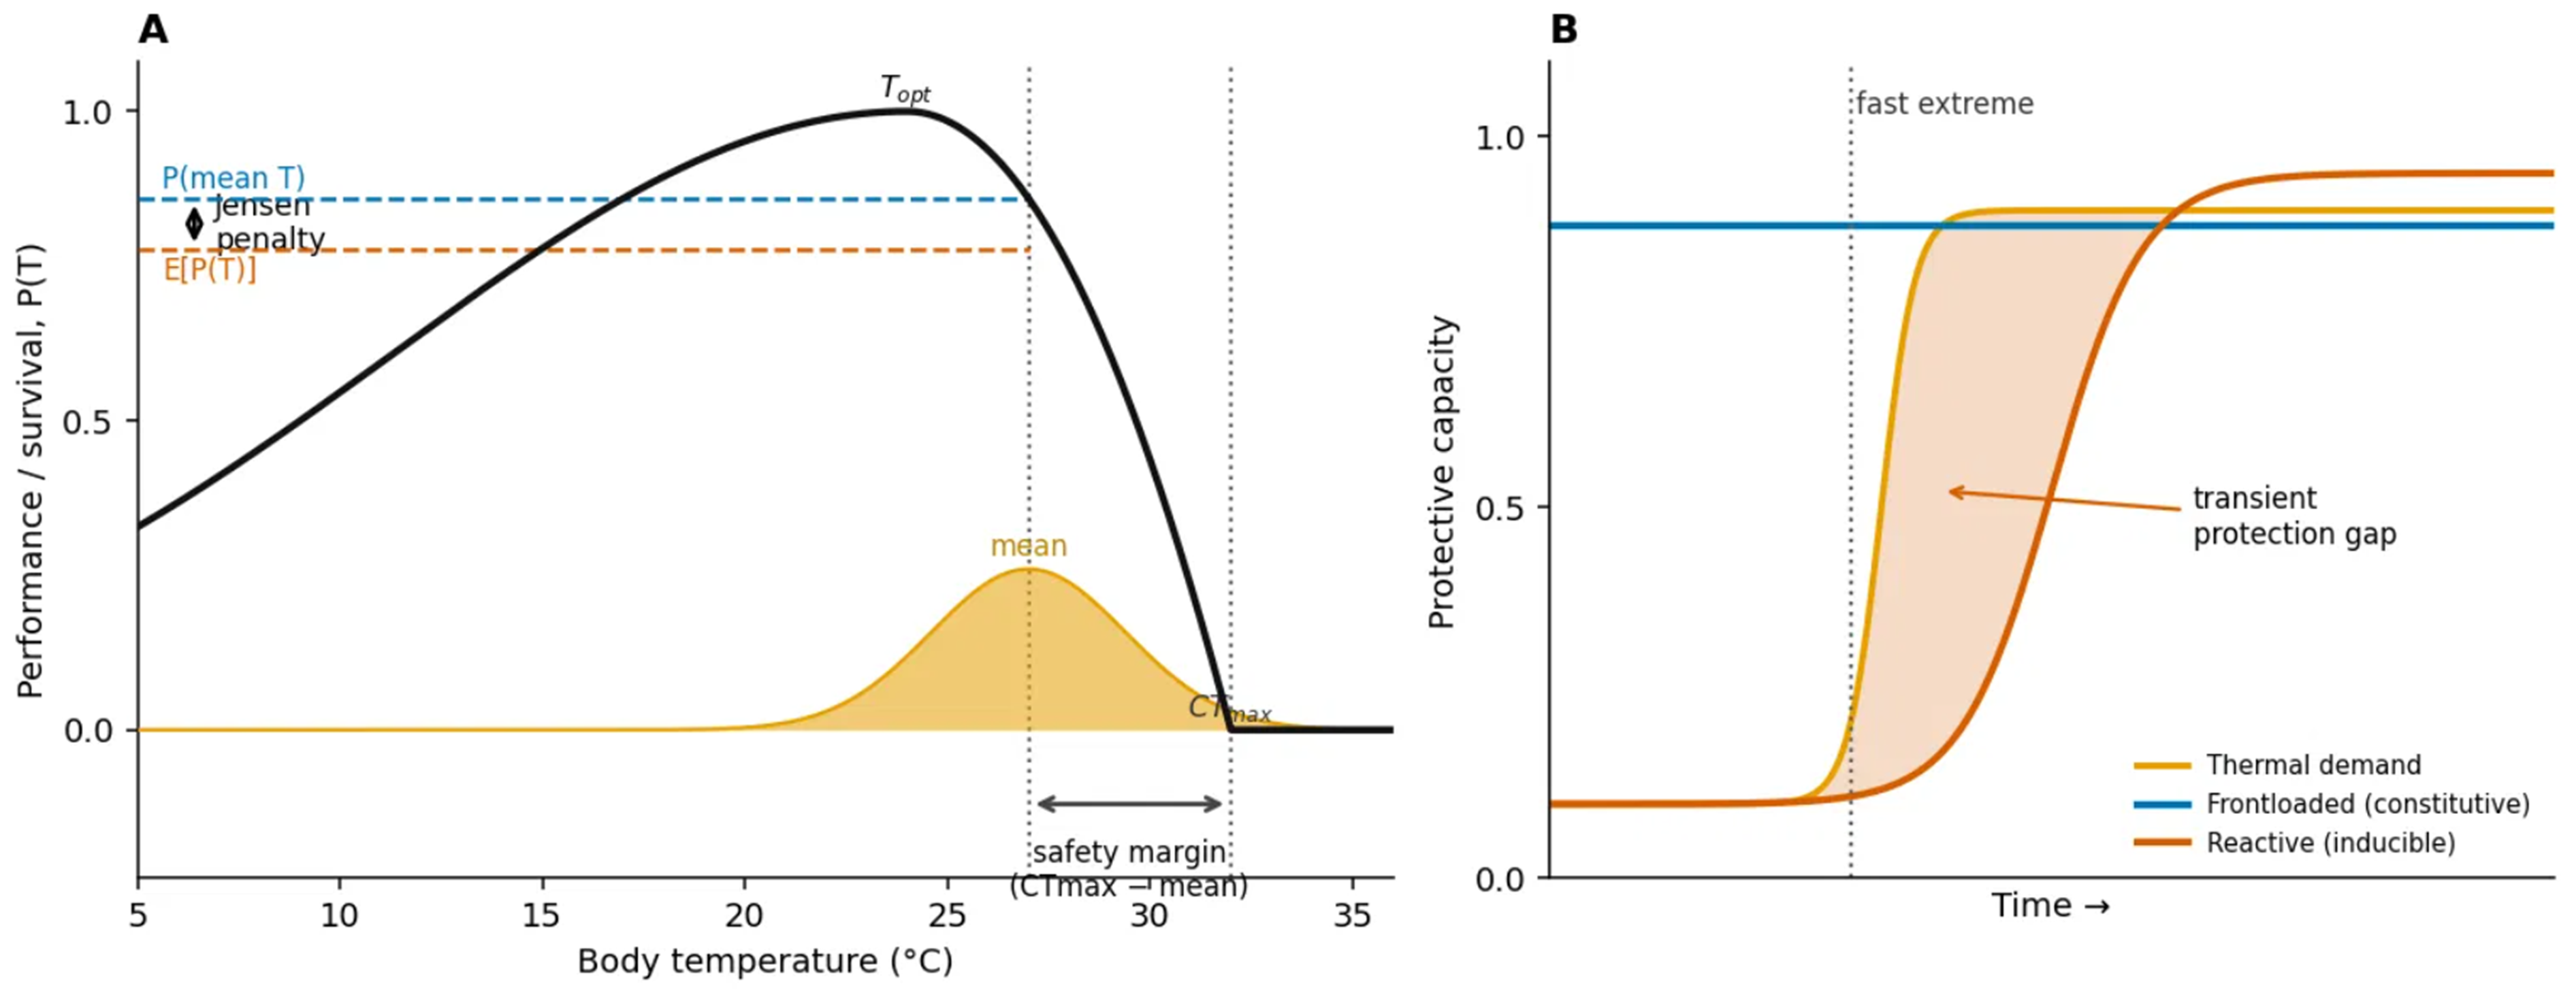 A
T_opt
1.0
P(mean T)
Jensen
penalty
E[P(T)]
0.5
mean
CT_max
0.0
safety margin
(CTmax − mean)
5 10 15 20 25 30 35
Body temperature (°C)
Performance / survival, P(T)
B
fast extreme
1.0
0.5
transient
protection gap
Thermal demand
Frontloaded (constitutive)
Reactive (inducible)
0.0
Time →
Protective capacity